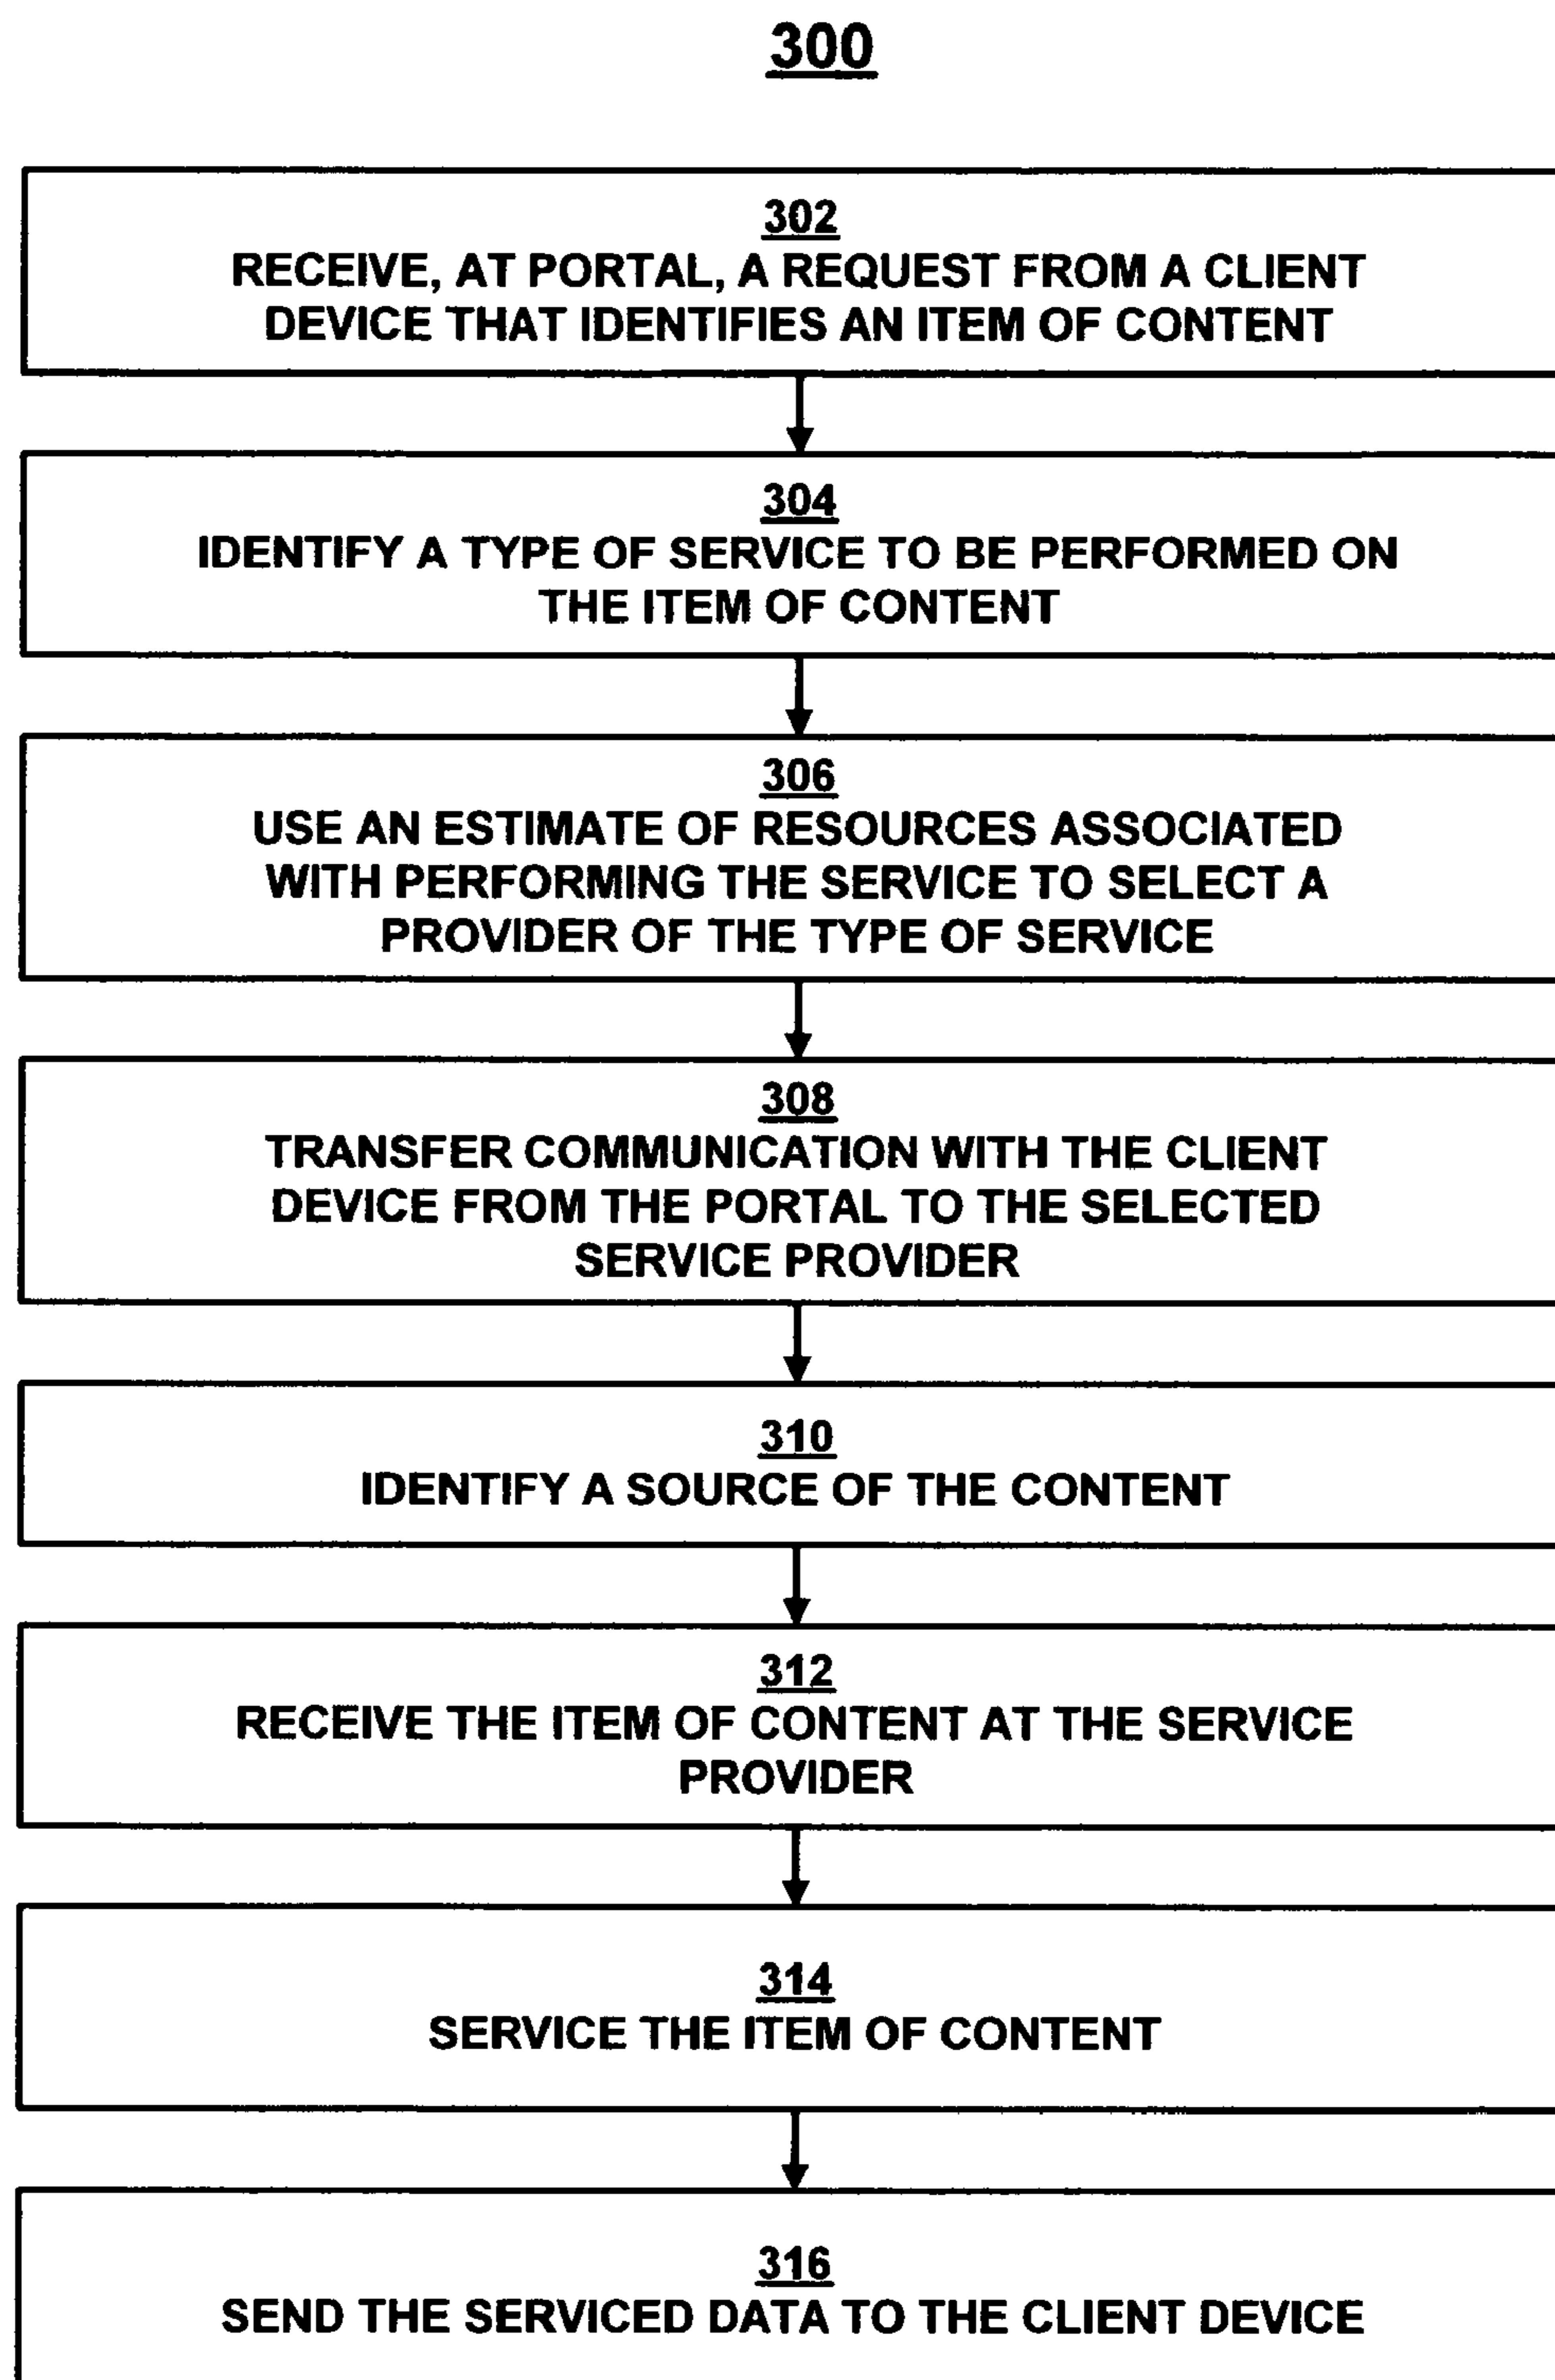 300
302
RECEIVE, AT PORTAL, A REQUEST FROM A CLIENT
DEVICE THAT IDENTIFIES AN ITEM OF CONTENT
304
IDENTIFY A TYPE OF SERVICE TO BE PERFORMED ON
THE ITEM OF CONTENT
306
USE AN ESTIMATE OF RESOURCES ASSOCIATED
WITH PERFORMING THE SERVICE TO SELECT A
PROVIDER OF THE TYPE OF SERVICE
308
TRANSFER COMMUNICATION WITH THE CLIENT
DEVICE FROM THE PORTAL TO THE SELECTED
SERVICE PROVIDER
310
IDENTIFY A SOURCE OF THE CONTENT
312
RECEIVE THE ITEM OF CONTENT AT THE SERVICE
PROVIDER
314
SERVICE THE ITEM OF CONTENT
316
SEND THE SERVICED DATA TO THE CLIENT DEVICE